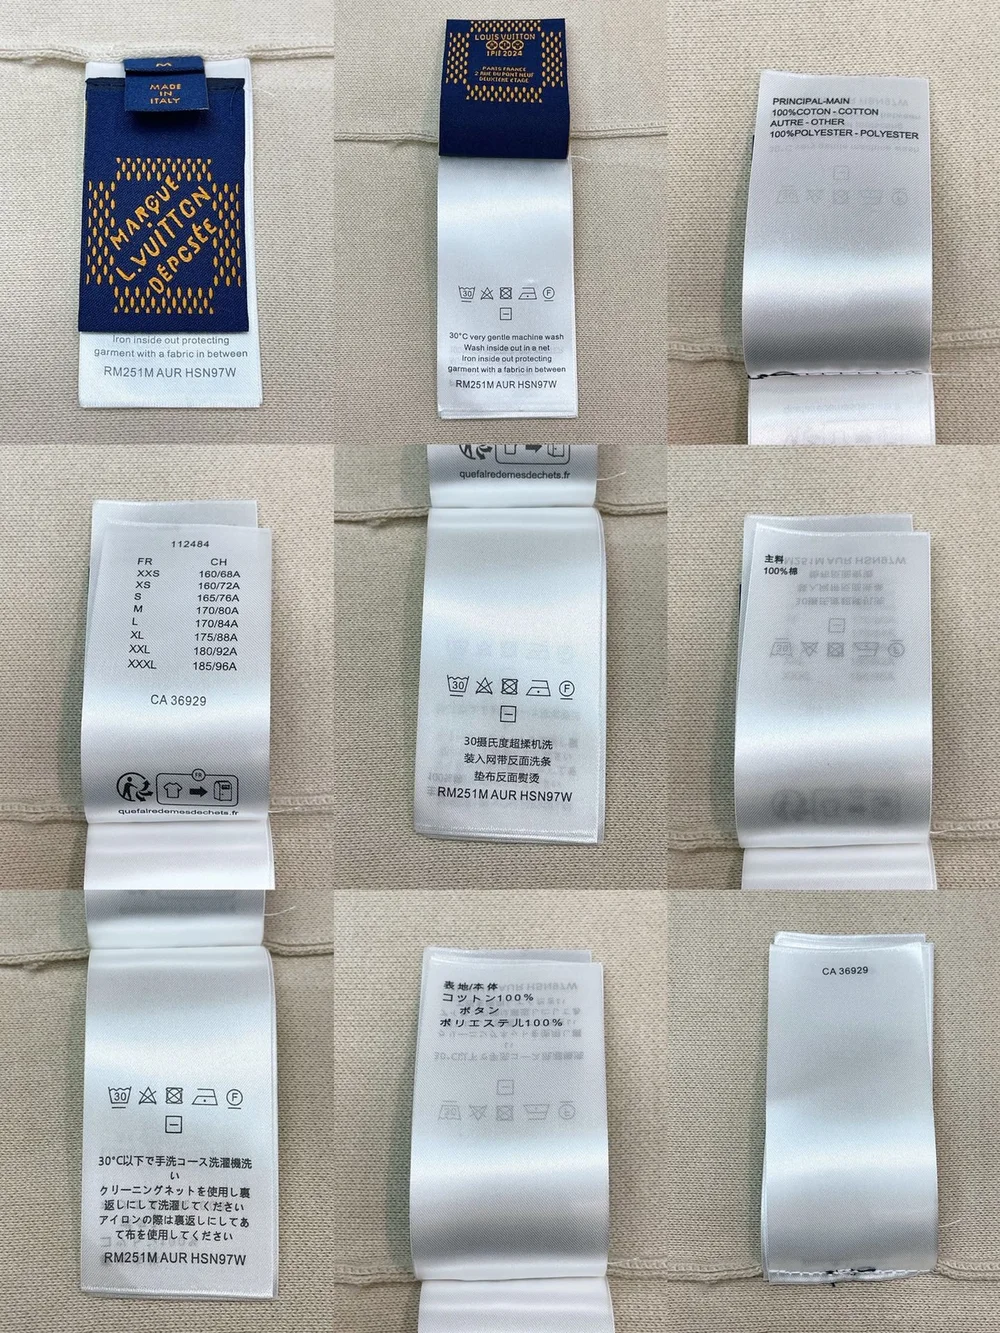 M
MADE
IN
ITALY
MARQUE
L.VUITTON
DÉPOSÉE
Iron inside out protecting
garment with a fabric in between
RM251M AUR HSN97W
LOUIS VUITTON
1PIF 2024
PARIS FRANCE
2 RUE DU PONT NEUF
DEUXIÈME ÉTAGE
30
F
30°C very gentle machine wash
Wash inside out in a net
Iron inside out protecting
garment with a fabric in between
RM251M AUR HSN97W
PRINCIPAL-MAIN
100%COTON - COTTON
AUTRE - OTHER
100%POLYESTER - POLYESTER
112484
FR CH
XXS 160/68A
XS 160/72A
S 165/76A
M 170/80A
L 170/84A
XL 175/88A
XXL 180/92A
XXXL 185/96A
CA 36929
FR
quefairedemesdechets.fr
quefairedemesdechets.fr
30
F
30摄氏度超揉机洗
装入网带反面洗条
垫布反面熨烫
RM251M AUR HSN97W
主料
100%棉
30
F
30°C以下で手洗コース洗濯機洗
い
クリーニングネットを使用し裏
返しにして洗濯してください
アイロンの際は裏返しにしてあ
て布を使用してください
RM251M AUR HSN97W
表地/本体
コットン100%
ボタン
ポリエステル100%
CA 36929